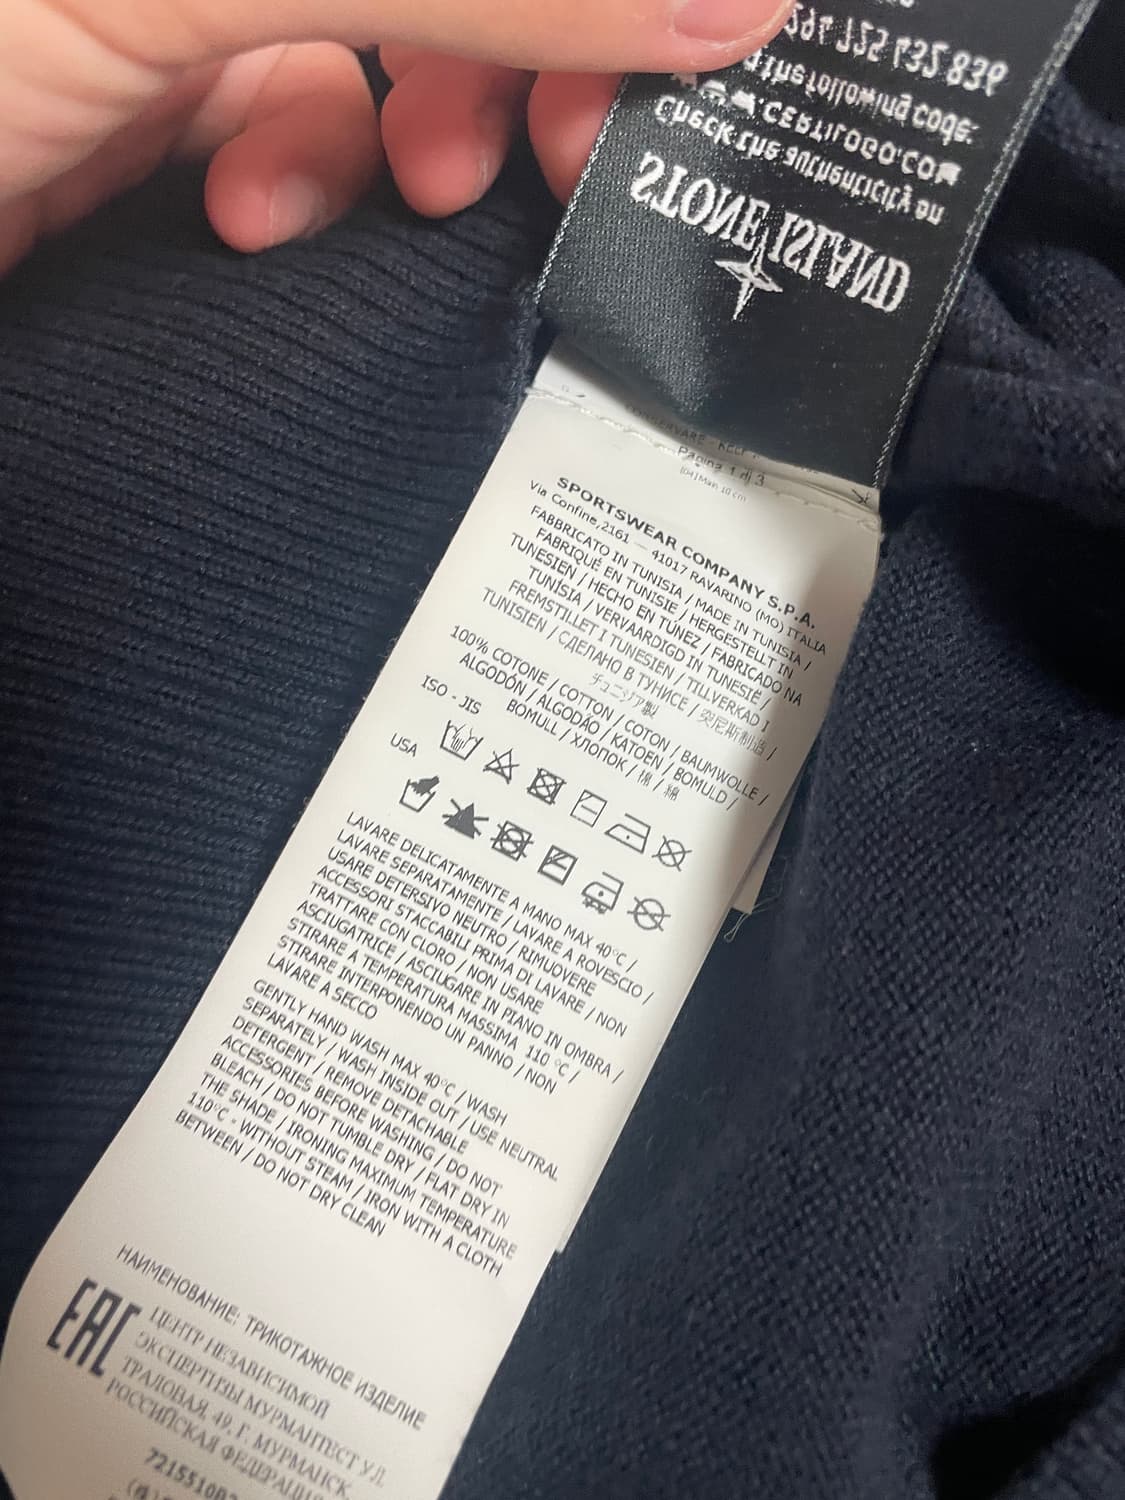 STONE ISLAND
Check the authenticity on
CERTILOGO.COM
the following code:
725 432 836
Pagina 1 di 3
[04] Main 10 cm
SPORTSWEAR COMPANY S.P.A.
Via Confine,2161 — 41017 RAVARINO (MO) ITALIA
FABBRICATO IN TUNISIA / MADE IN TUNISIA /
FABRIQUÉ EN TUNISIE / HERGESTELLT IN
TUNESIEN / HECHO EN TÚNEZ / FABRICADO NA
TUNÍSIA / VERVAARDIGD IN TUNESIË /
FREMSTILLET I TUNESIEN / TILLVERKAD I
TUNISIEN / СДЕЛАНО В ТУНИСЕ / 突尼斯制造 /
チュニジア製
100% COTONE / COTTON / COTON / BAUMWOLLE /
ALGODÓN / ALGODÃO / KATOEN / BOMULD /
BOMULL / ХЛОПОК / 棉 / 綿
ISO - JIS
USA
LAVARE DELICATAMENTE A MANO MAX 40°C /
LAVARE SEPARATAMENTE / LAVARE A ROVESCIO /
USARE DETERSIVO NEUTRO / RIMUOVERE
ACCESSORI STACCABILI PRIMA DI LAVARE / NON
TRATTARE CON CLORO / NON USARE
ASCIUGATRICE / ASCIUGARE IN PIANO IN OMBRA /
STIRARE A TEMPERATURA MASSIMA 110 °C /
STIRARE INTERPONENDO UN PANNO / NON
LAVARE A SECCO
GENTLY HAND WASH MAX 40°C / WASH
SEPARATELY / WASH INSIDE OUT / USE NEUTRAL
DETERGENT / REMOVE DETACHABLE
ACCESSORIES BEFORE WASHING / DO NOT
BLEACH / DO NOT TUMBLE DRY / FLAT DRY IN
THE SHADE / IRONING MAXIMUM TEMPERATURE
110°C - WITHOUT STEAM / IRON WITH A CLOTH
BETWEEN / DO NOT DRY CLEAN
НАИМЕНОВАНИЕ: ТРИКОТАЖНОЕ ИЗДЕЛИЕ
EAC
ЦЕНТР НЕЗАВИСИМОЙ
ЭКСПЕРТИЗЫ МУРМАНТЕСТ УЛ.
ТРАЛОВАЯ, 49, Г. МУРМАНСК,
РОССИЙСКАЯ ФЕДЕРАЦИЯ